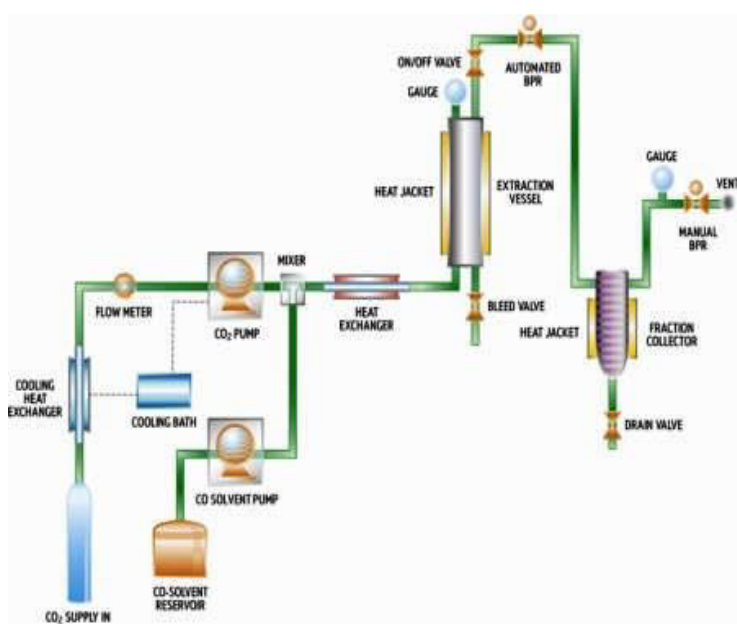 ON/OFF VALVE
AUTOMATED
BPR
GAUGE
GAUGE
VENT
HEAT JACKET
EXTRACTION
VESSEL
MANUAL
BPR
MIXER
FLOW METER
CO₂ PUMP
HEAT
EXCHANGER
BLEED VALVE
HEAT JACKET
FRACTION
COLLECTOR
COOLING
HEAT
EXCHANGER
COOLING BATH
DRAIN VALVE
CO SOLVENT PUMP
CO-SOLVENT
RESERVOIR
CO₂ SUPPLY IN